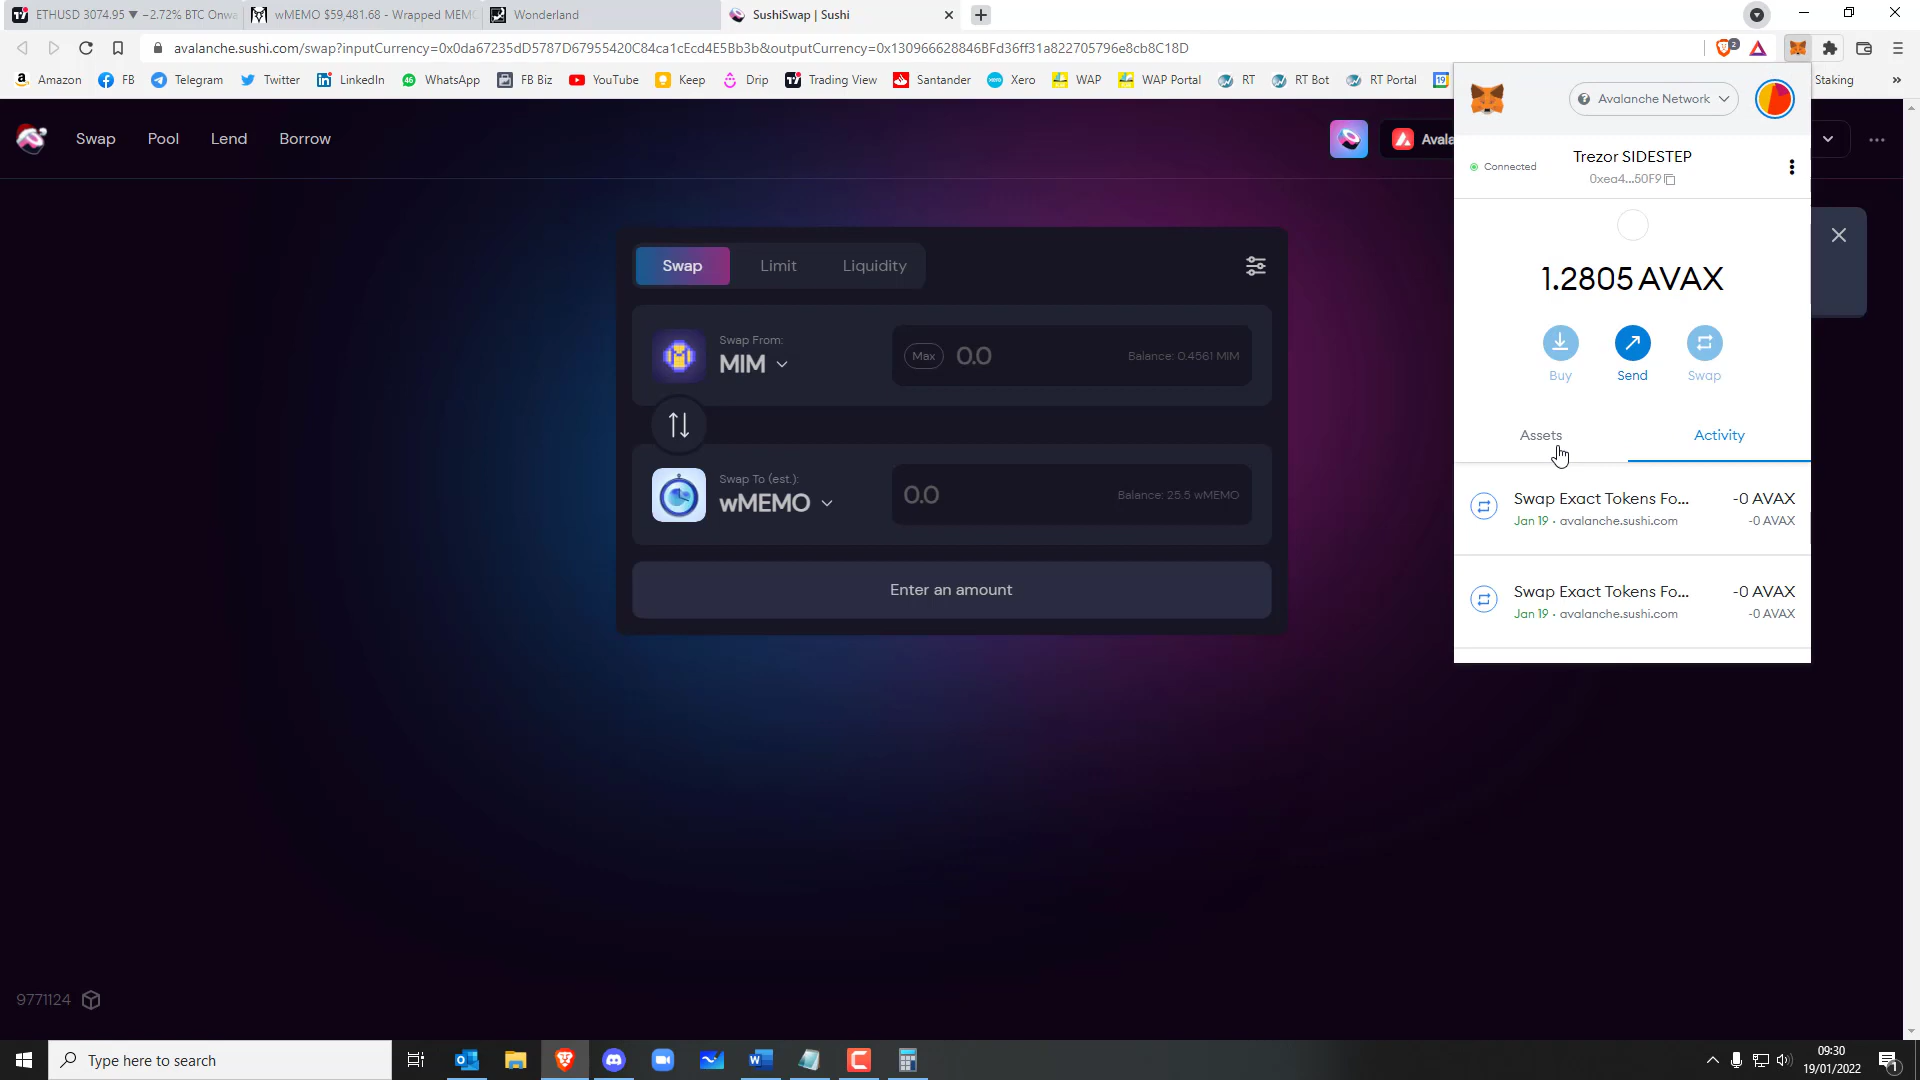 ETHUSD 3074.95 ▼ −2.72% BTC Onwa
wMEMO $59,481.68 - Wrapped MEMO
Wonderland
SushiSwap | Sushi
avalanche.sushi.com/swap?inputCurrency=0x0da67235dD5787D67955420C84ca1cEcd4E5Bb3b&outputCurrency=0x130966628846BFd36ff31a822705796e8cb8C18D
2
Amazon
FB
Telegram
Twitter
LinkedIn
46
WhatsApp
FB Biz
YouTube
Keep
Drip
Trading View
Santander
Xero
WAP
WAP Portal
RT
RT Bot
RT Portal
19
Staking
Swap
Pool
Lend
Borrow
Avala
Avalanche Network
Connected
Trezor SIDESTEP
0xea4...50F9
1.2805 AVAX
Buy
Send
Swap
Assets
Activity
Swap Exact Tokens Fo...
-0 AVAX
Jan 19 · avalanche.sushi.com
-0 AVAX
Swap Exact Tokens Fo...
-0 AVAX
Jan 19 · avalanche.sushi.com
-0 AVAX
Swap
Limit
Liquidity
Swap From:
MIM
Max
0.0
Balance: 0.4561 MIM
Swap To (est.):
wMEMO
0.0
Balance: 25.5 wMEMO
Enter an amount
9771124
Type here to search
09:30
19/01/2022
1